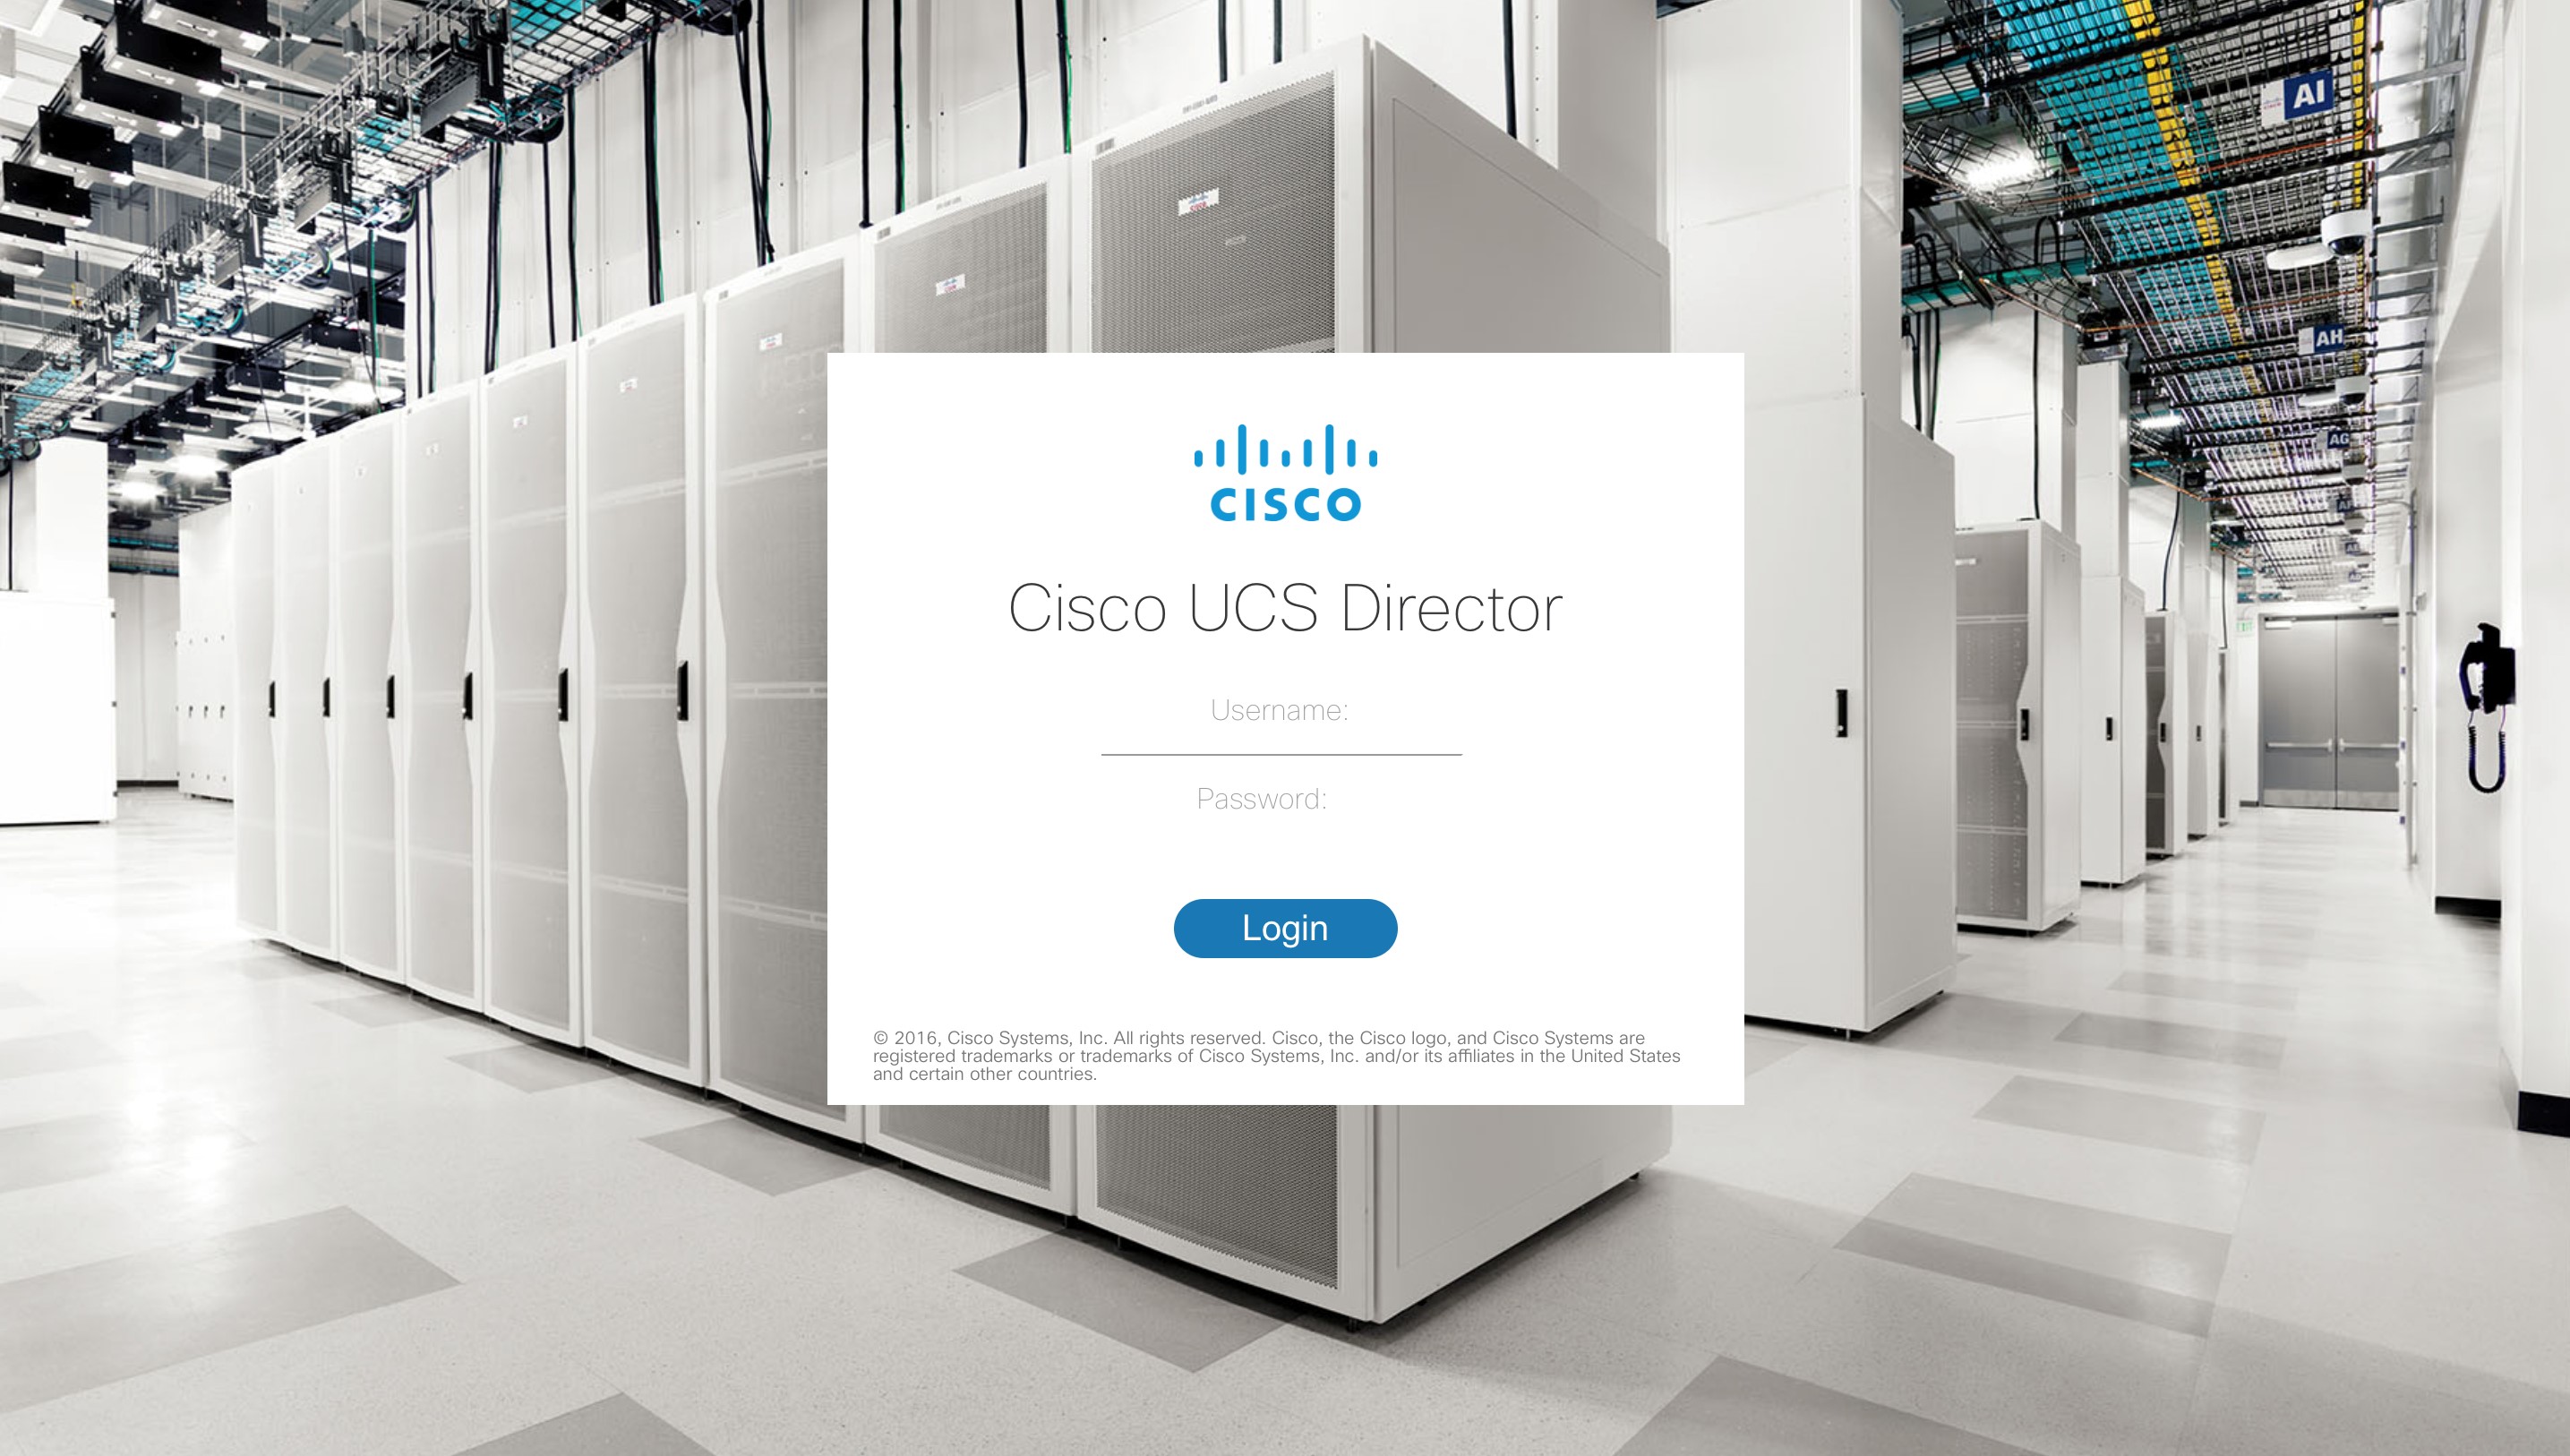 AI
AH
AG
CISCO
Cisco UCS Director
Username:
Password:
Login
© 2016, Cisco Systems, Inc. All rights reserved. Cisco, the Cisco logo, and Cisco Systems are
registered trademarks or trademarks of Cisco Systems, Inc. and/or its affiliates in the United States
and certain other countries.